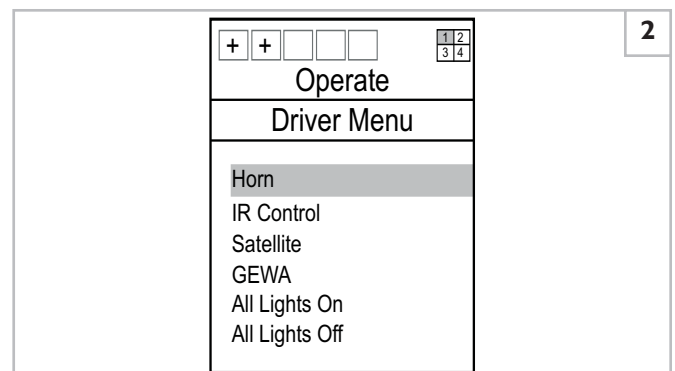 + + 1 2
3 4
2
Operate
Driver Menu
Horn
IR Control
Satellite
GEWA
All Lights On
All Lights Off